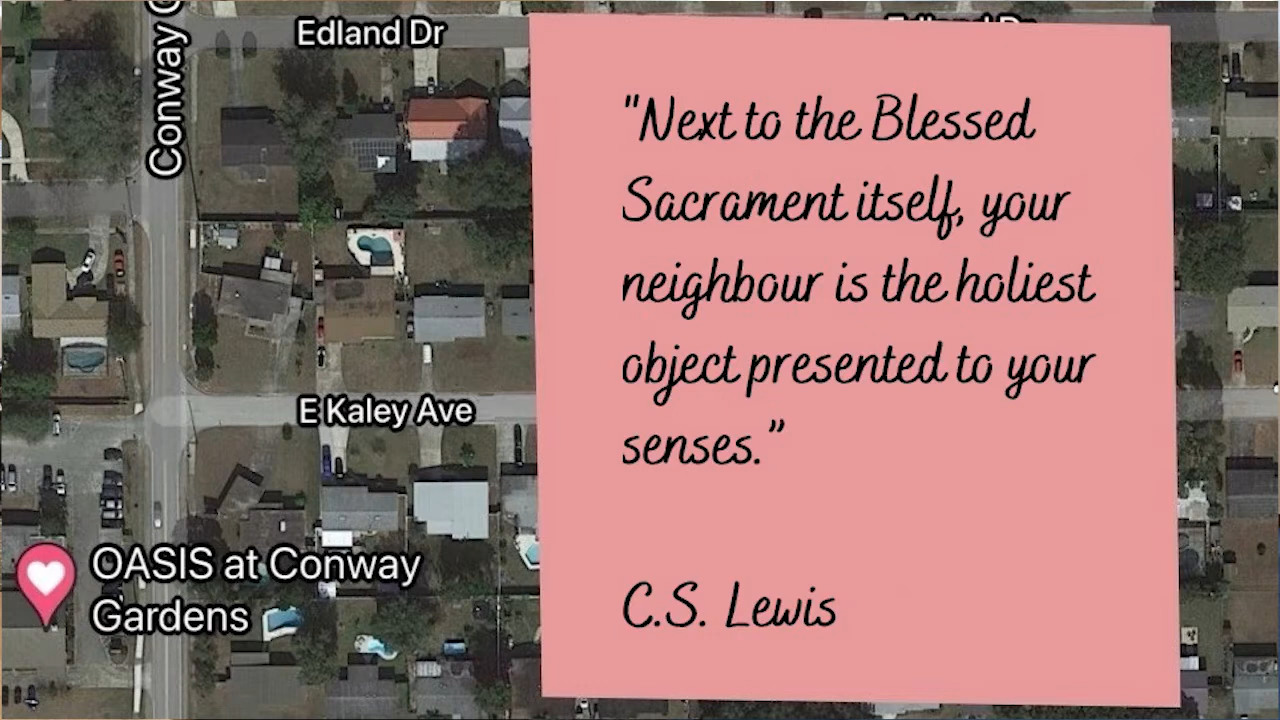 Edland Dr
Conway
E Kaley Ave
OASIS at Conway
Gardens
"Next to the Blessed
Sacrament itself, your
neighbour is the holiest
object presented to your
senses.”
C.S. Lewis